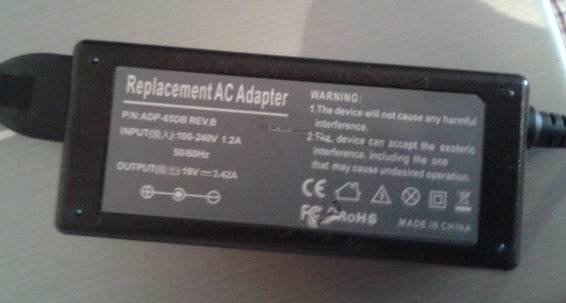 Replacement AC Adapter
P/N:ADP-65DB REV.B
INPUT(输入):100-240V 1.2A
50/60Hz
OUTPUT(输出):19V 3.42A
WARNING:
1.The device will not cause any harmful
interference.
2.The device can accept the exoteric
interference, including the one
that may cause undesired operation.
CE
FC RoHS
MADE IN CHINA